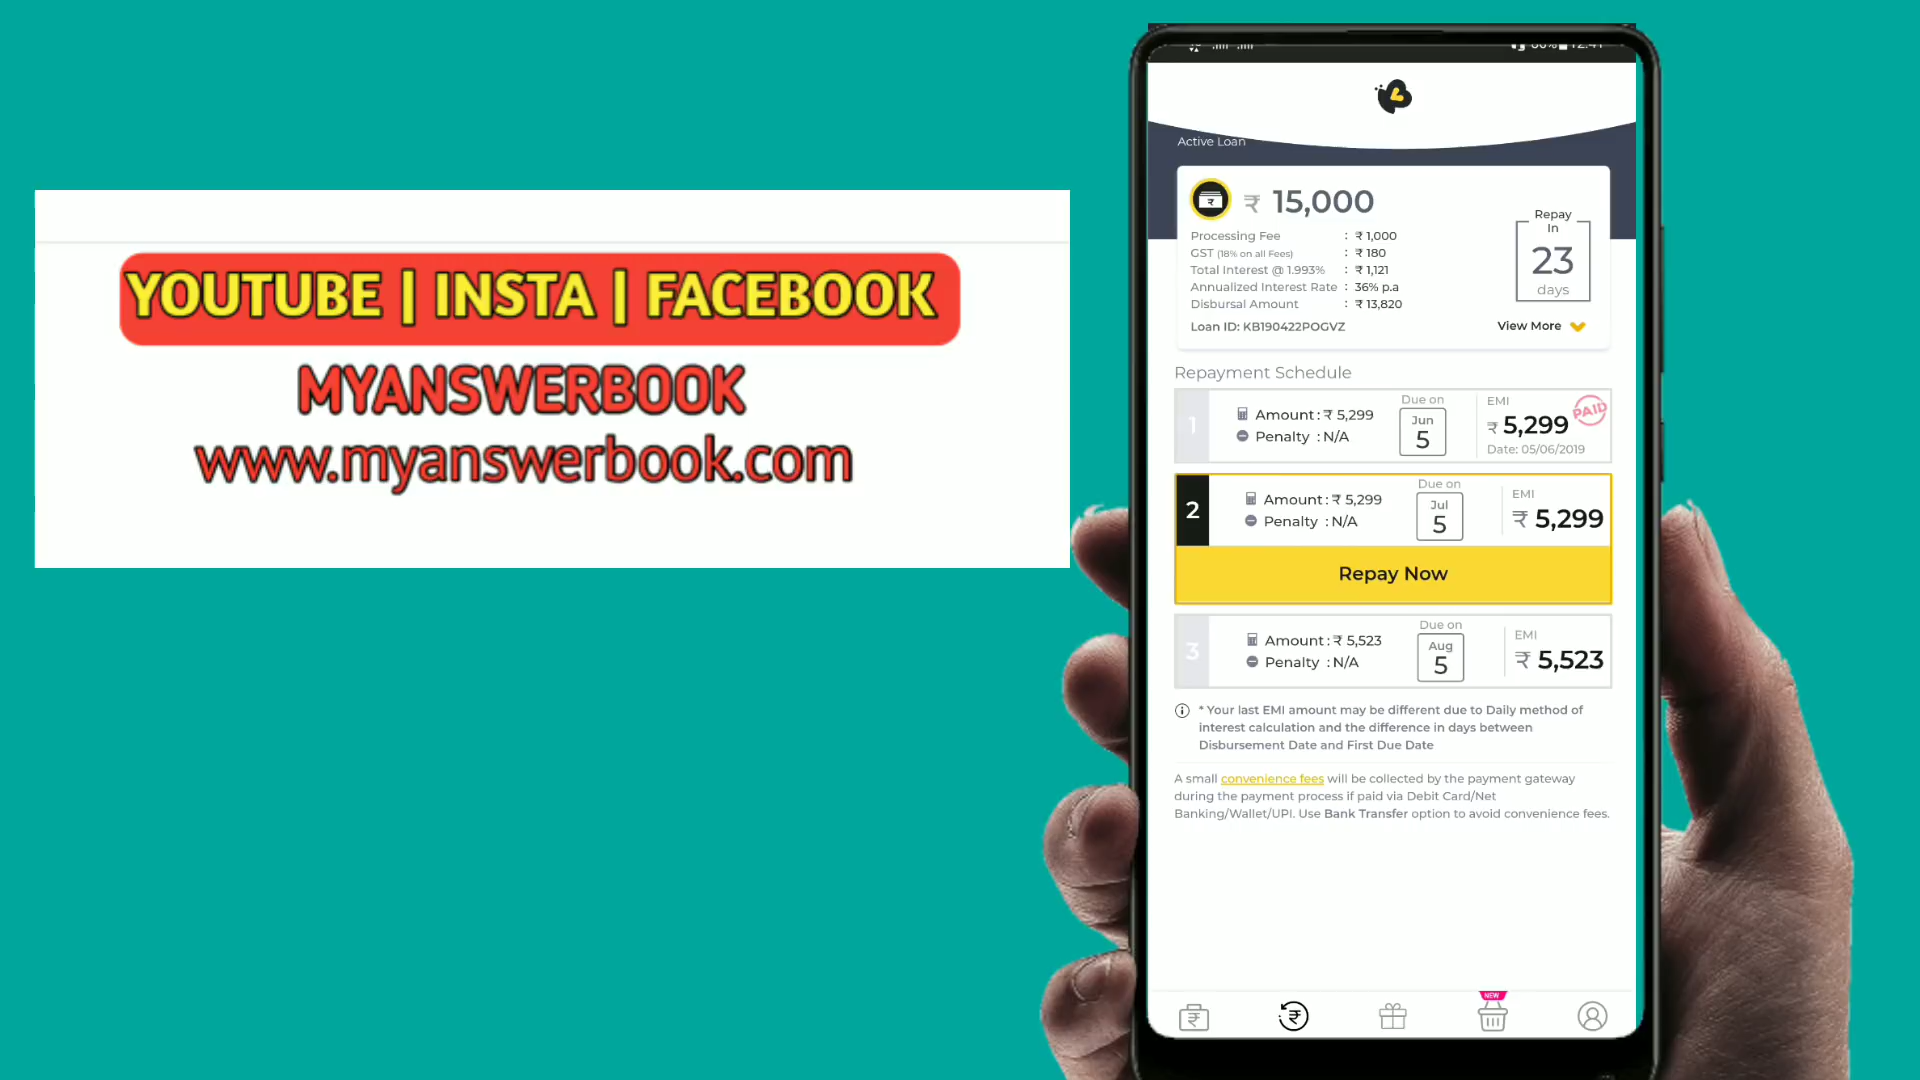 YOUTUBE | INSTA | FACEBOOK
MYANSWERBOOK
www.myanswerbook.com
Active Loan
₹ 15,000
Processing Fee : ₹ 1,000
GST (18% on all Fees) : ₹ 180
Total Interest @ 1.993% : ₹ 1,121
Annualized Interest Rate : 36% p.a
Disbursal Amount : ₹ 13,820
Loan ID: KB190422POGVZ
Repay
In
23
days
View More
Repayment Schedule
1
Amount : ₹ 5,299
Penalty : N/A
Due on
Jun
5
EMI
₹ 5,299
PAID
Date: 05/06/2019
2
Amount : ₹ 5,299
Penalty : N/A
Due on
Jul
5
EMI
₹ 5,299
Repay Now
3
Amount : ₹ 5,523
Penalty : N/A
Due on
Aug
5
EMI
₹ 5,523
* Your last EMI amount may be different due to Daily method of
interest calculation and the difference in days between
Disbursement Date and First Due Date
A small convenience fees will be collected by the payment gateway
during the payment process if paid via Debit Card/Net
Banking/Wallet/UPI. Use Bank Transfer option to avoid convenience fees.
NEW